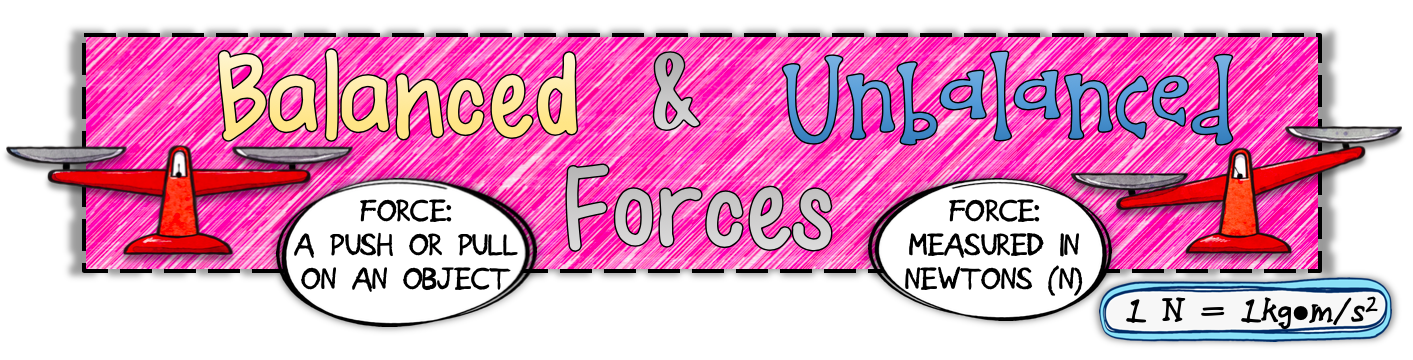 Balanced & Unbalanced
Forces
FORCE:
A PUSH OR PULL
ON AN OBJECT
FORCE:
MEASURED IN
NEWTONS (N)
1 N = 1kg•m/s²